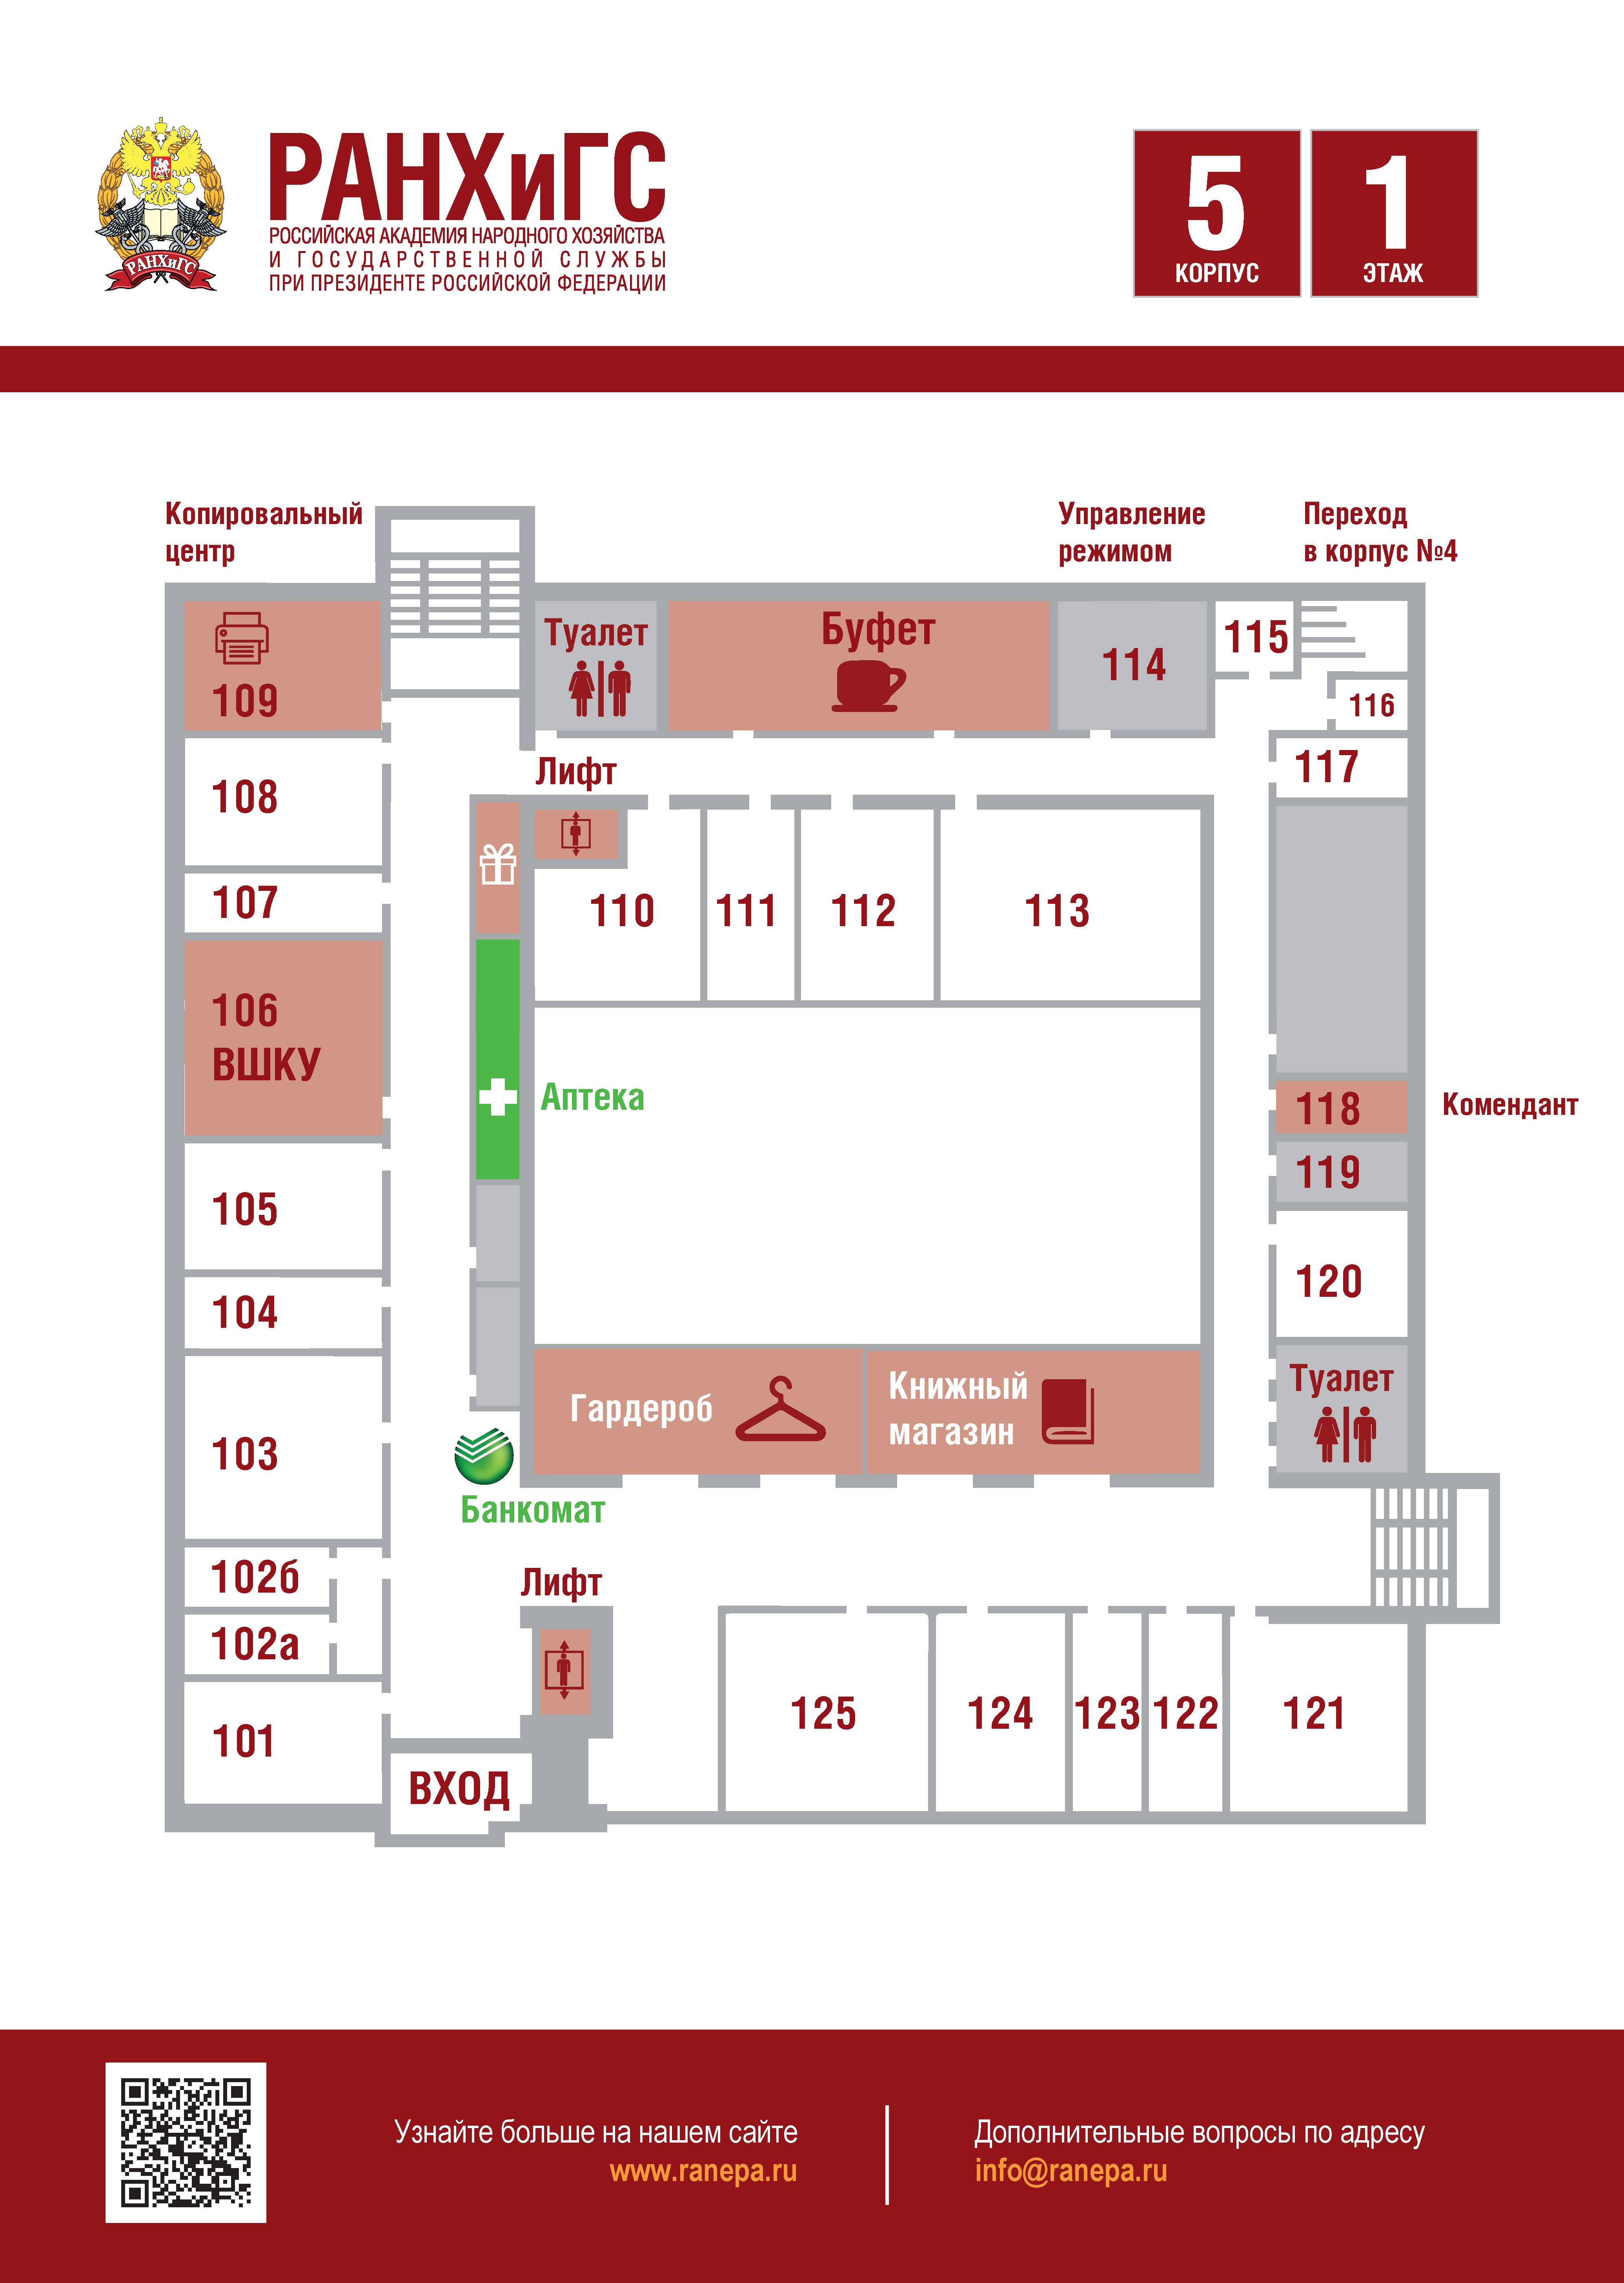 РАНХиГС
РОССИЙСКАЯ АКАДЕМИЯ НАРОДНОГО ХОЗЯЙСТВА
И ГОСУДАРСТВЕННОЙ СЛУЖБЫ
ПРИ ПРЕЗИДЕНТЕ РОССИЙСКОЙ ФЕДЕРАЦИИ
РАНХиГС
5
КОРПУС
1
ЭТАЖ
Копировальный
центр
Управление
режимом
Переход
в корпус №4
Туалет
Буфет
115
114
109
116
Лифт
117
108
107
110
111
112
113
106
ВШКУ
Аптека
118
Комендант
119
105
120
104
Туалет
Гардероб
Книжный
магазин
103
Банкомат
102б
Лифт
102а
101
125
124
123
122
121
ВХОД
Узнайте больше на нашем сайте
www.ranepa.ru
Дополнительные вопросы по адресу
info@ranepa.ru